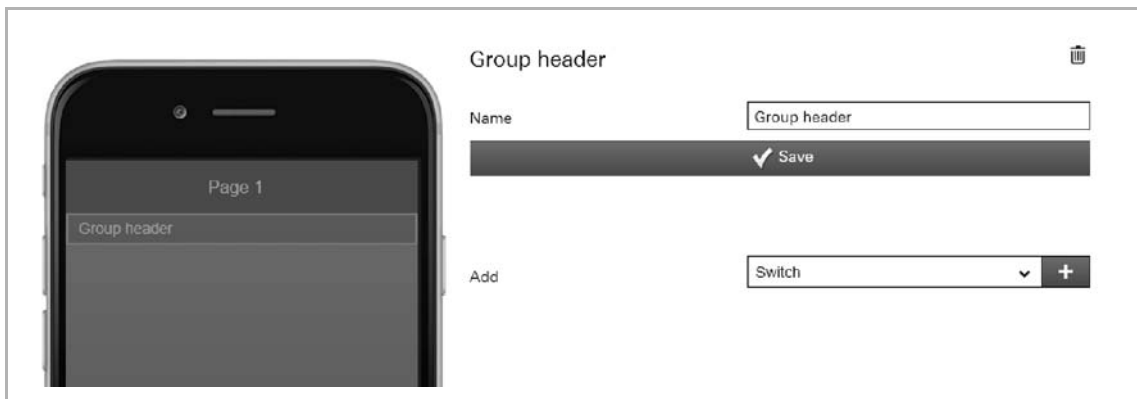 Page 1
Group header
Group header
Name
Group header
Save
Add
Switch